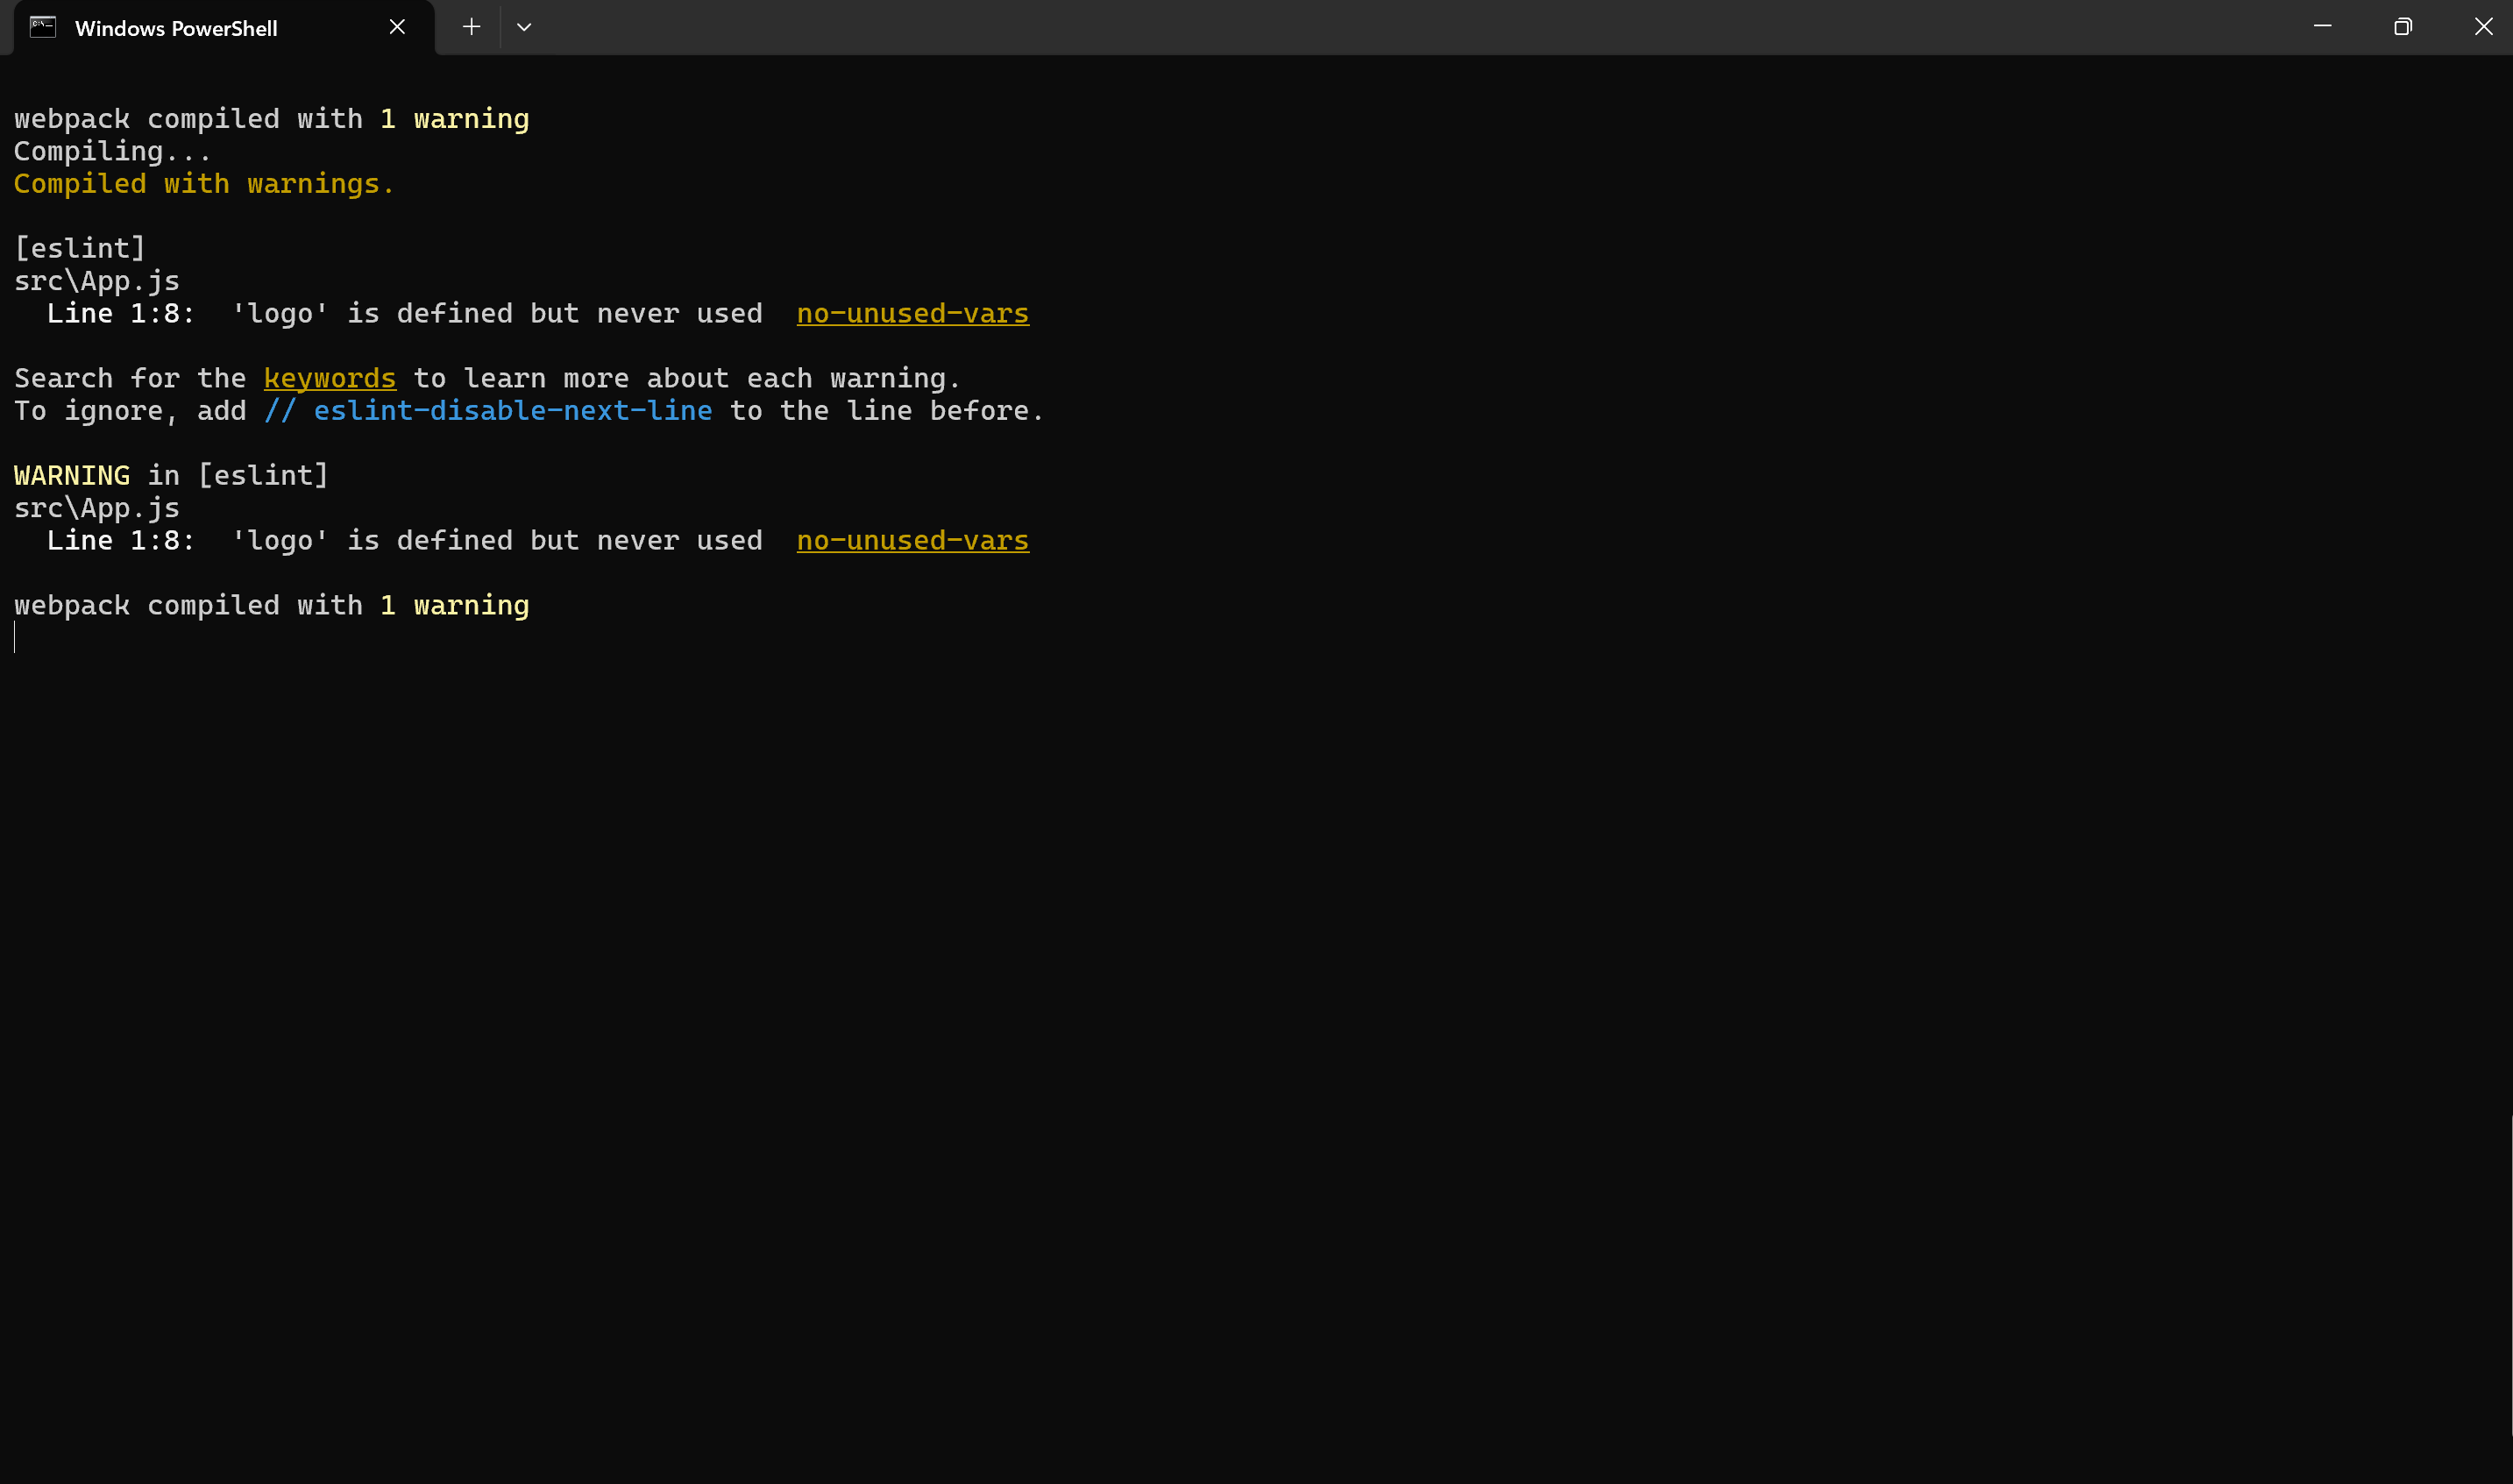 Windows PowerShell
webpack compiled with 1 warning
Compiling...
Compiled with warnings.
[eslint]
src\App.js
  Line 1:8:  'logo' is defined but never used  no-unused-vars
Search for the keywords to learn more about each warning.
To ignore, add // eslint-disable-next-line to the line before.
WARNING in [eslint]
src\App.js
  Line 1:8:  'logo' is defined but never used  no-unused-vars
webpack compiled with 1 warning